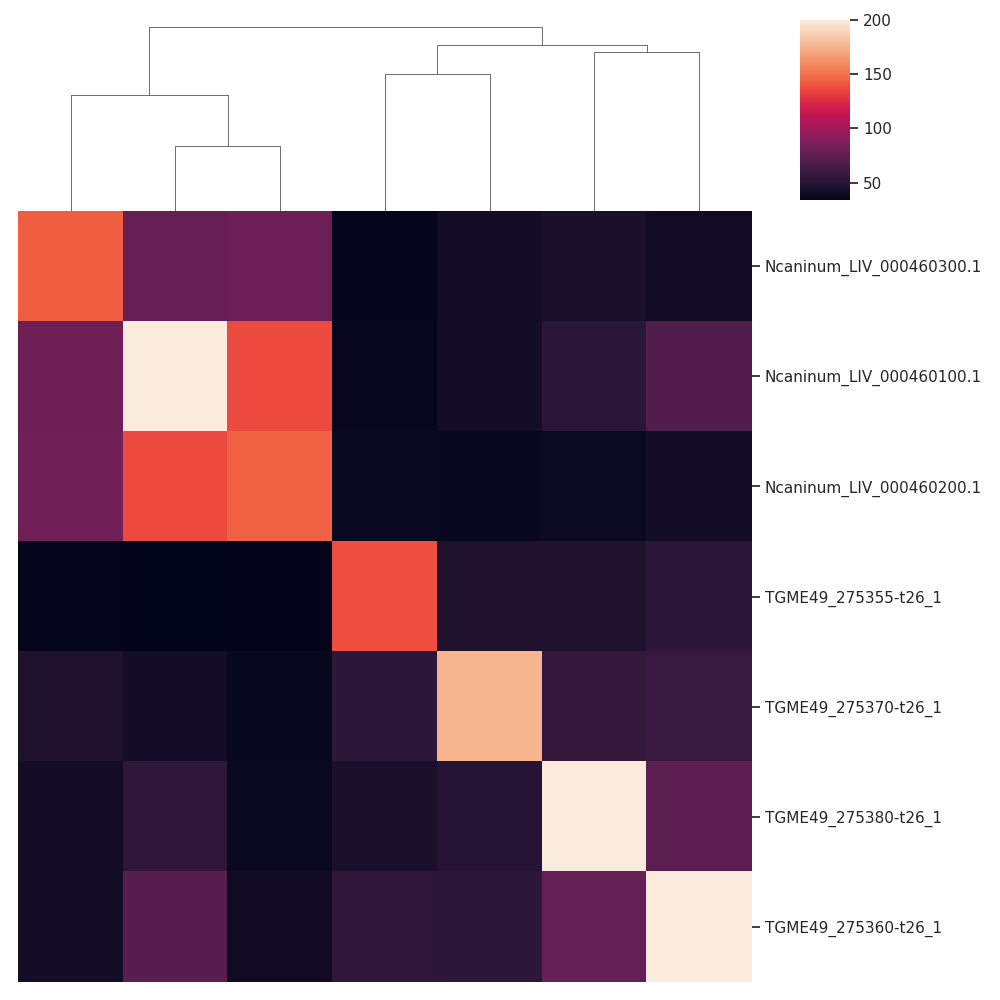 200
150
100
50
Ncaninum_LIV_000460300.1
Ncaninum_LIV_000460100.1
Ncaninum_LIV_000460200.1
TGME49_275355-t26_1
TGME49_275370-t26_1
TGME49_275380-t26_1
TGME49_275360-t26_1